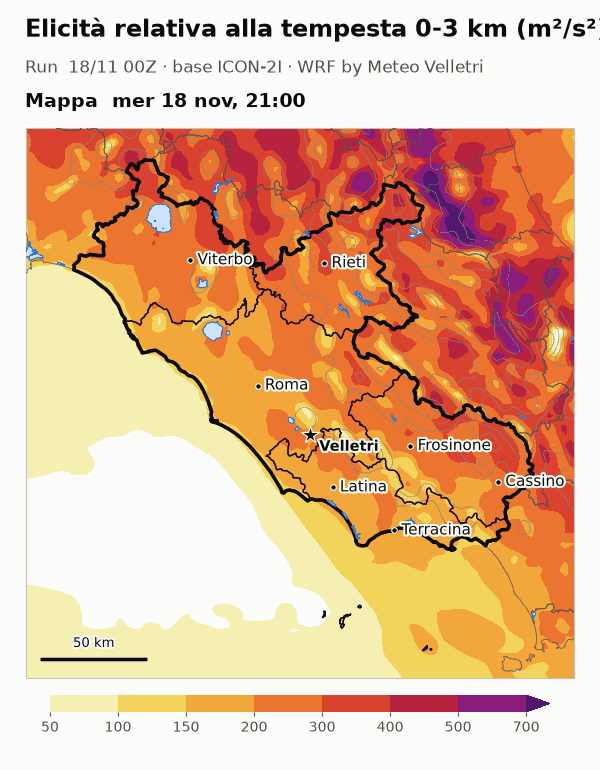 Elicità relativa alla tempesta 0-3 km (m²/s²)
Run 18/11 00Z · base ICON-2I · WRF by Meteo Velletri
Mappa mer 18 nov, 21:00
Viterbo
Rieti
Roma
Velletri
Frosinone
Latina
Cassino
Terracina
50 km
50 100 150 200 300 400 500 700